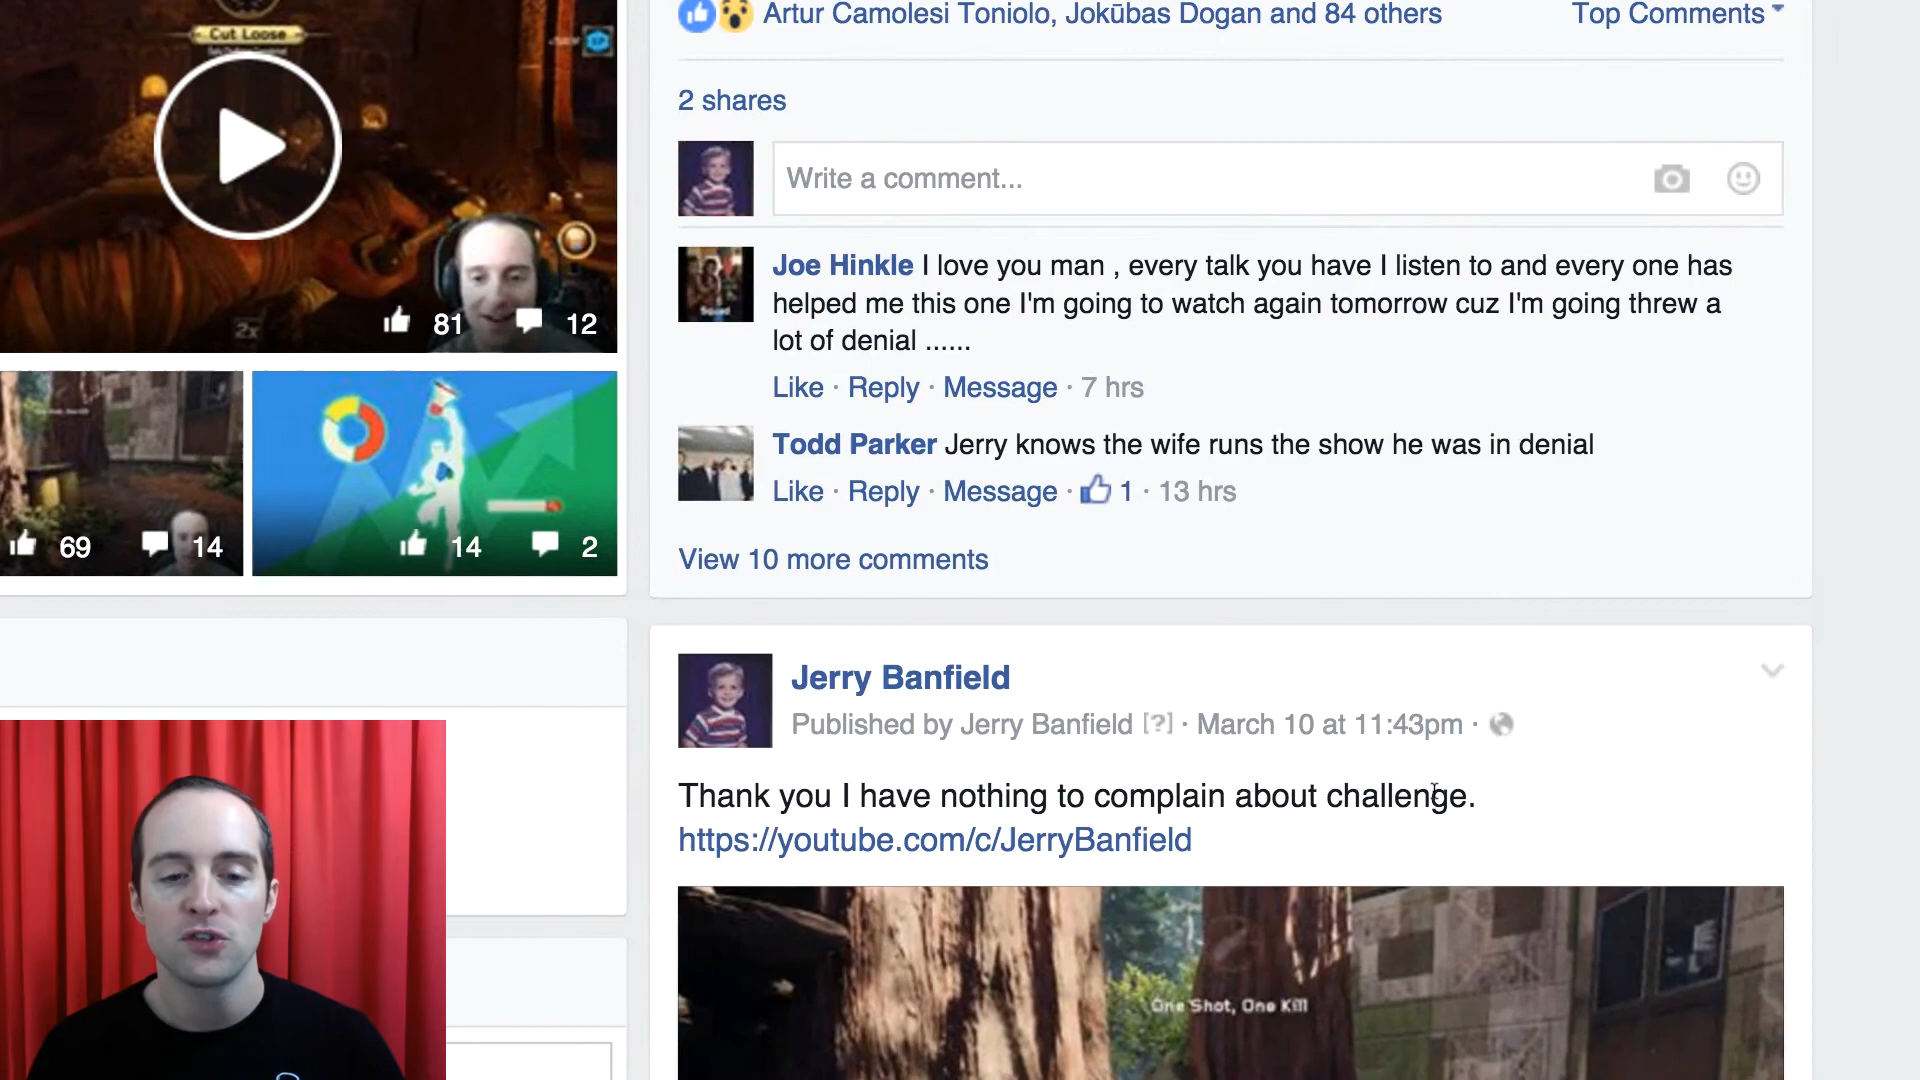 Cut Loose
XP
81
12
2x
69
14
14
2
Artur Camolesi Toniolo, Jokūbas Dogan and 84 others
Top Comments
2 shares
Write a comment...
Joe Hinkle I love you man , every talk you have I listen to and every one has
helped me this one I'm going to watch again tomorrow cuz I'm going threw a
lot of denial ......
Like · Reply · Message · 7 hrs
Todd Parker Jerry knows the wife runs the show he was in denial
Like · Reply · Message · 1 · 13 hrs
View 10 more comments
Jerry Banfield
Published by Jerry Banfield [?] · March 10 at 11:43pm ·
Thank you I have nothing to complain about challenge.
https://youtube.com/c/JerryBanfield
One Shot, One Kill